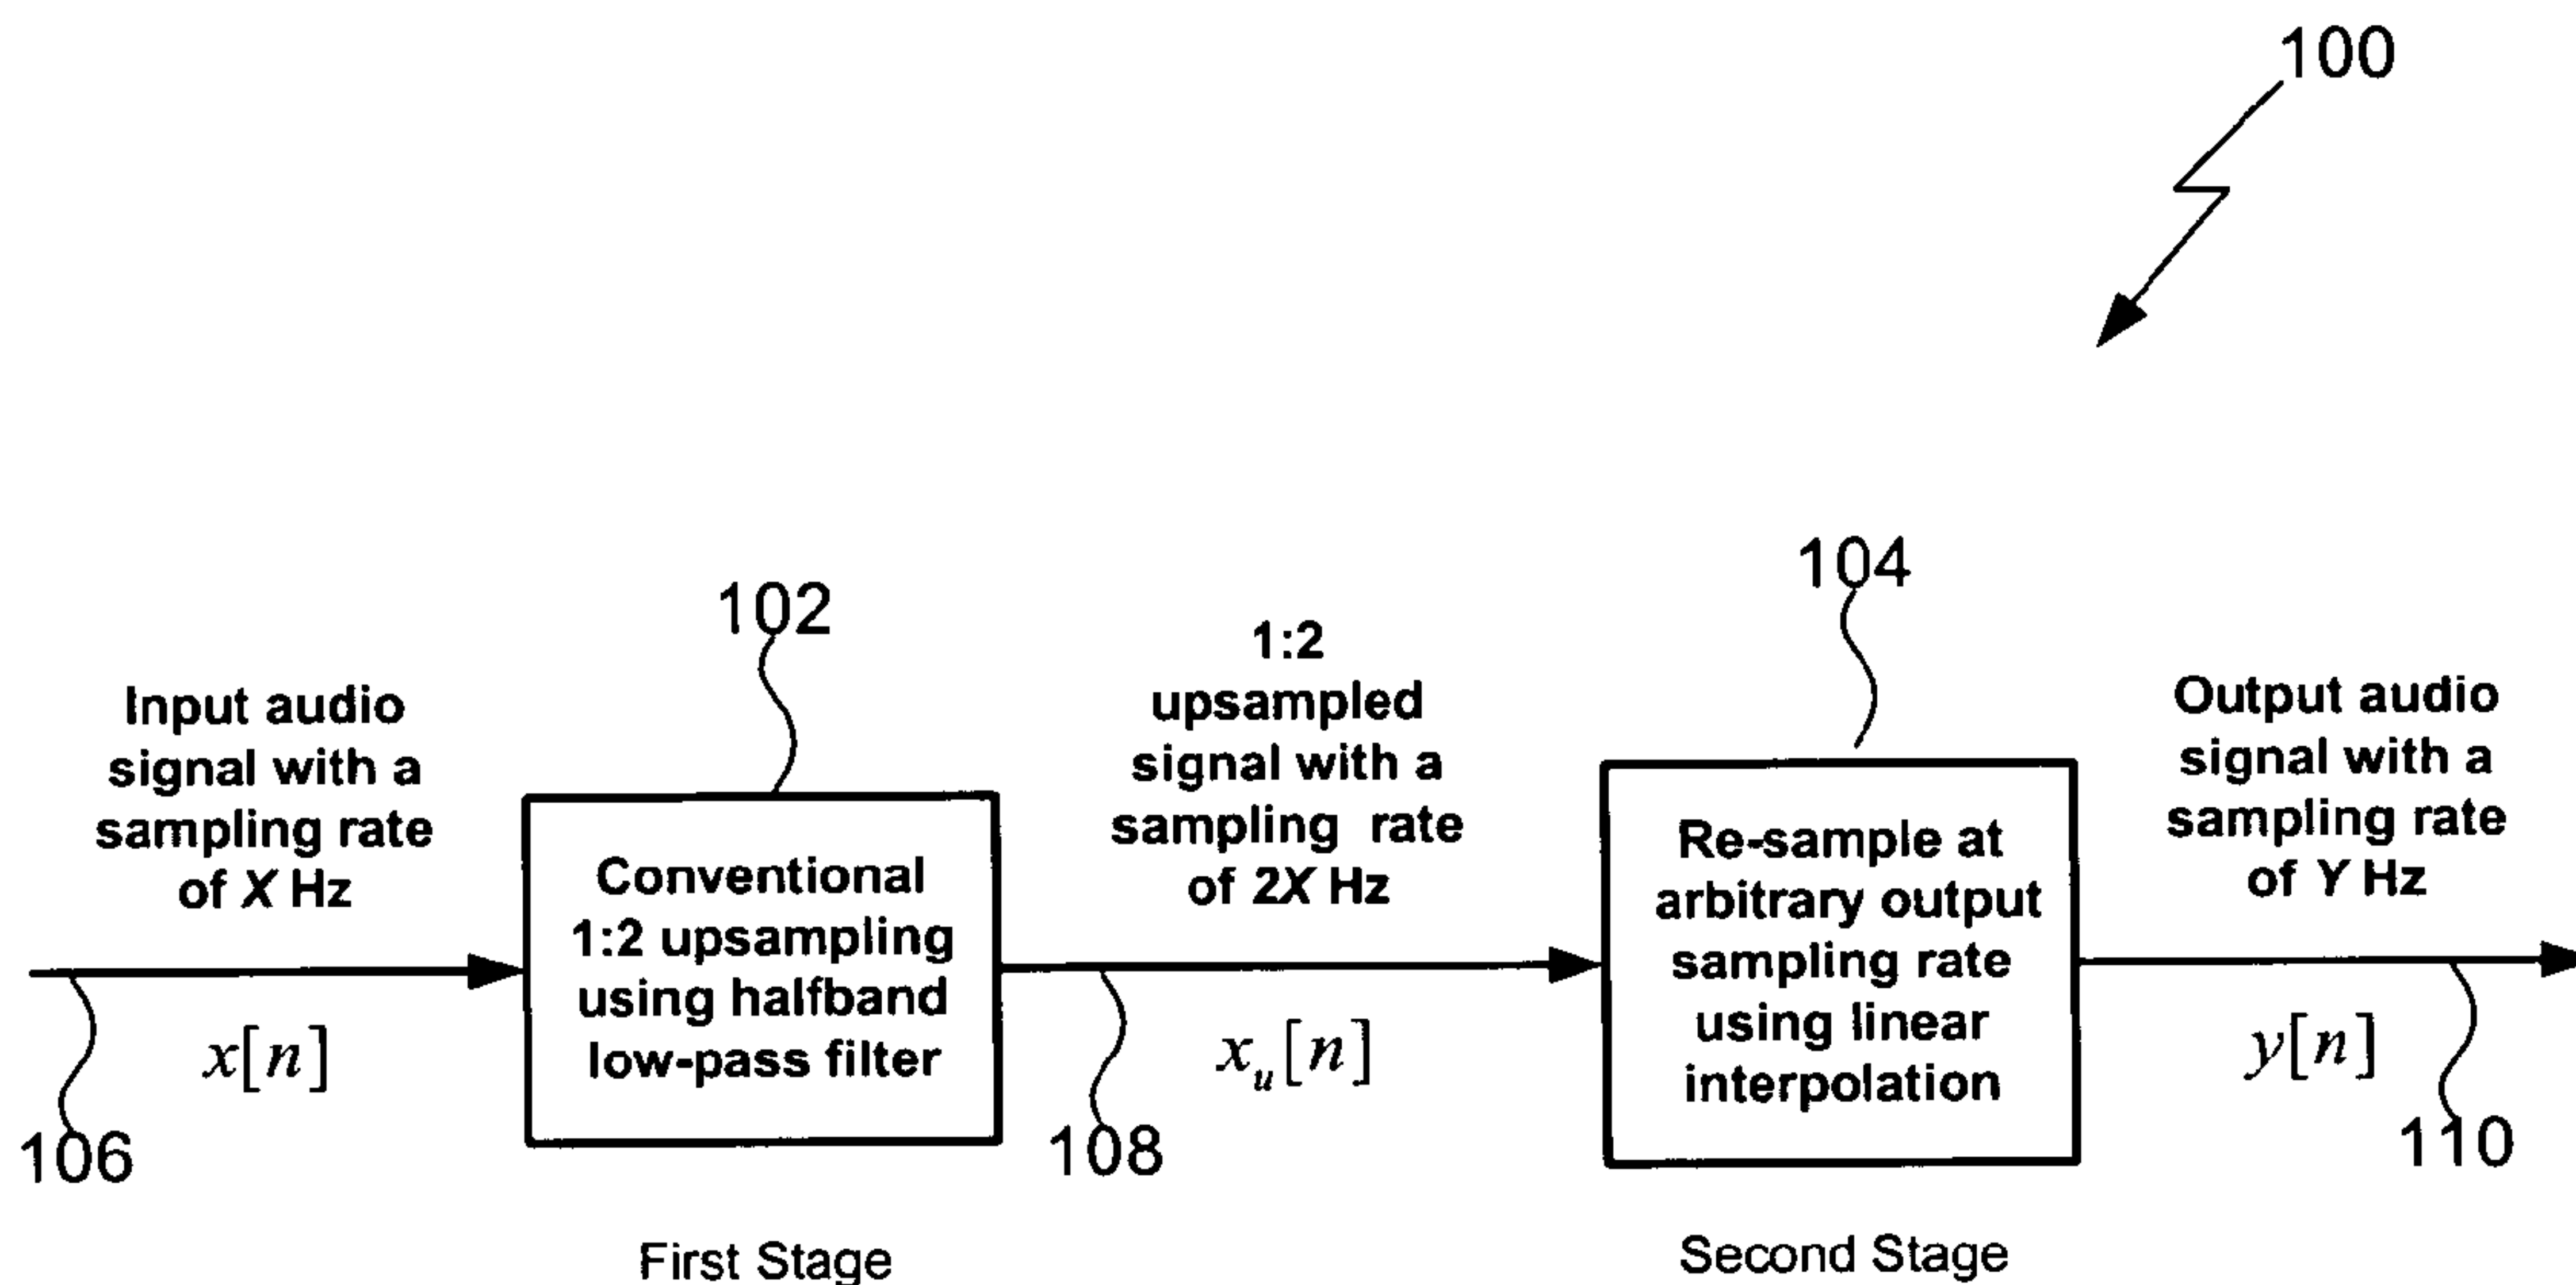 100
102
104
Input audio
signal with a
sampling rate
of X Hz
1:2
upsampled
signal with a
sampling rate
of 2X Hz
Output audio
signal with a
sampling rate
of Y Hz
Conventional
1:2 upsampling
using halfband
low-pass filter
Re-sample at
arbitrary output
sampling rate
using linear
interpolation
x[n]
x_u[n]
y[n]
106
108
110
First Stage
Second Stage